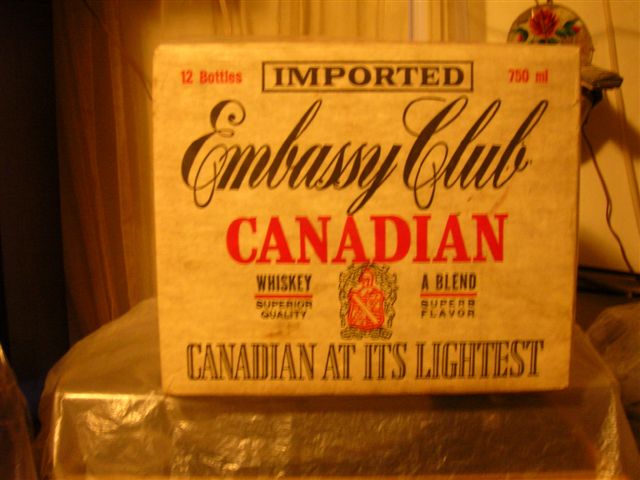 12 Bottles IMPORTED 750 ml
Embassy Club
CANADIAN
WHISKEY A BLEND
SUPERIOR SUPERB
QUALITY FLAVOR
CANADIAN AT ITS LIGHTEST